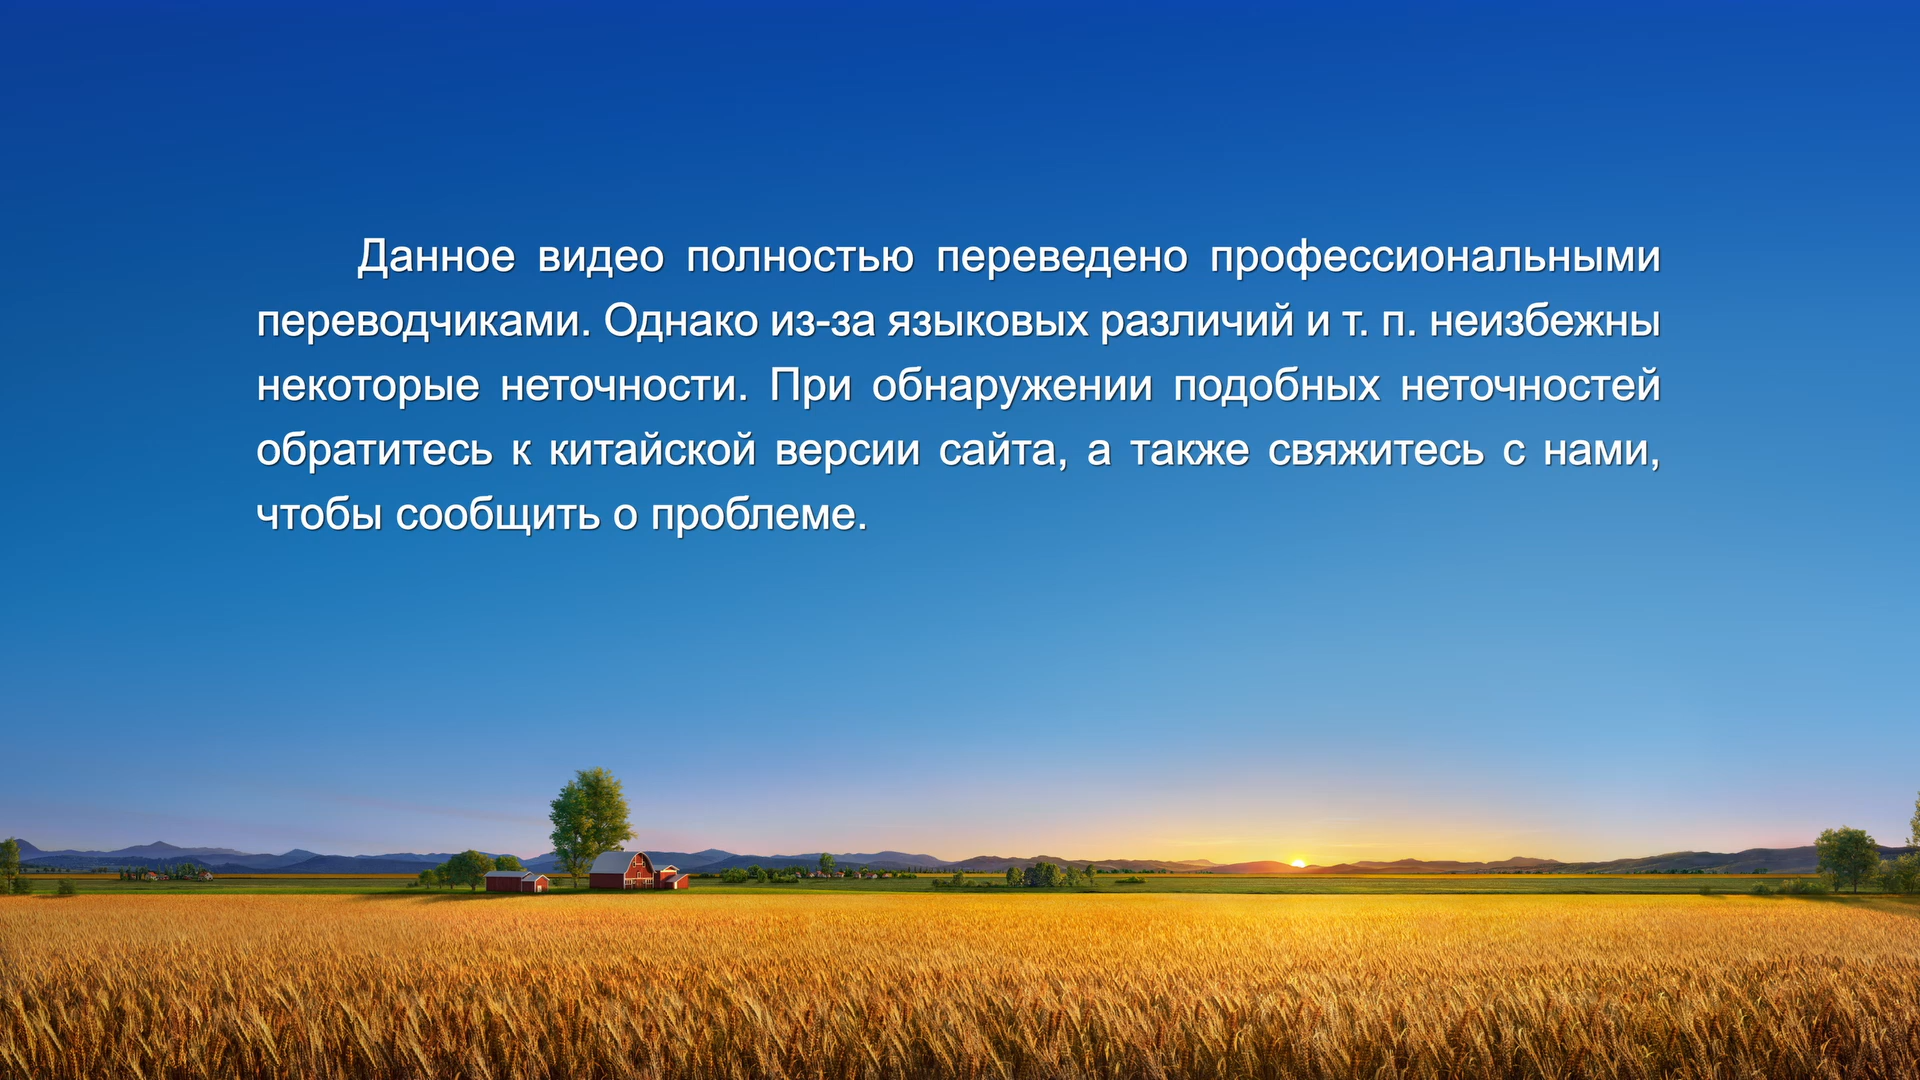 Данное видео полностью переведено профессиональными
переводчиками. Однако из-за языковых различий и т. п. неизбежны
некоторые неточности. При обнаружении подобных неточностей
обратитесь к китайской версии сайта, а также свяжитесь с нами,
чтобы сообщить о проблеме.